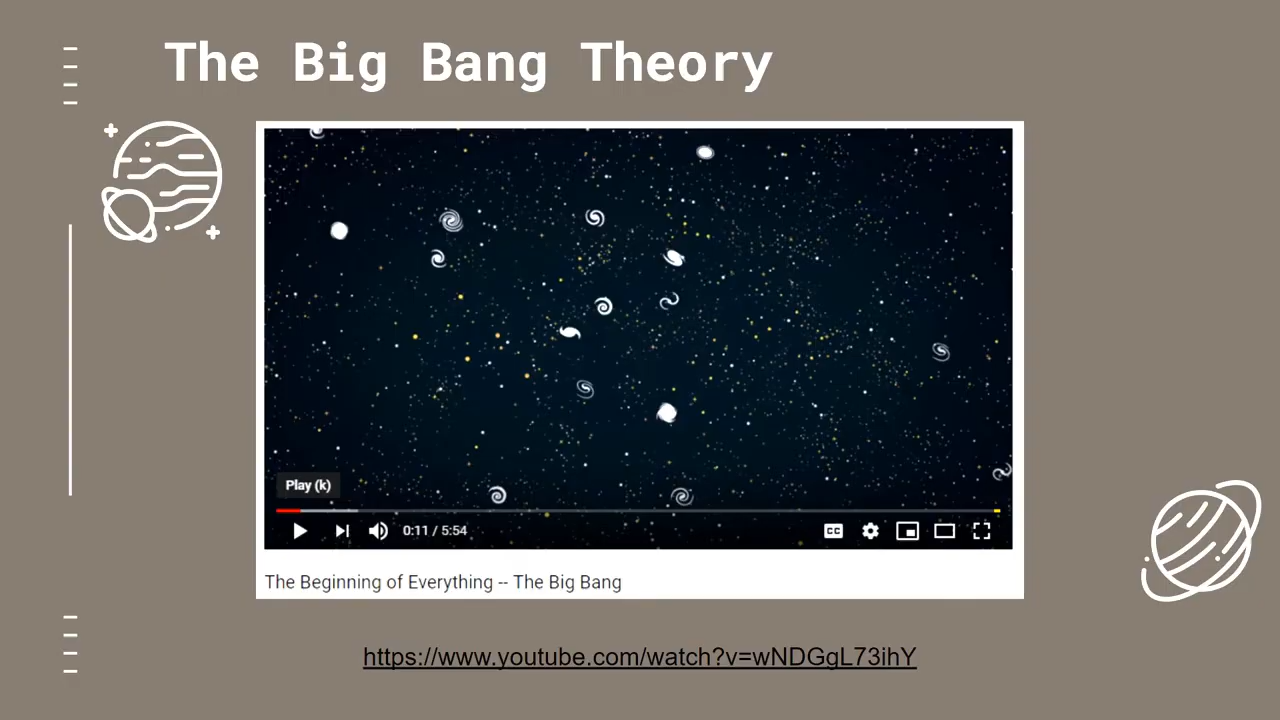 The Big Bang Theory
Play (k)
0:11 / 5:54
CC
The Beginning of Everything -- The Big Bang
https://www.youtube.com/watch?v=wNDGgL73ihY